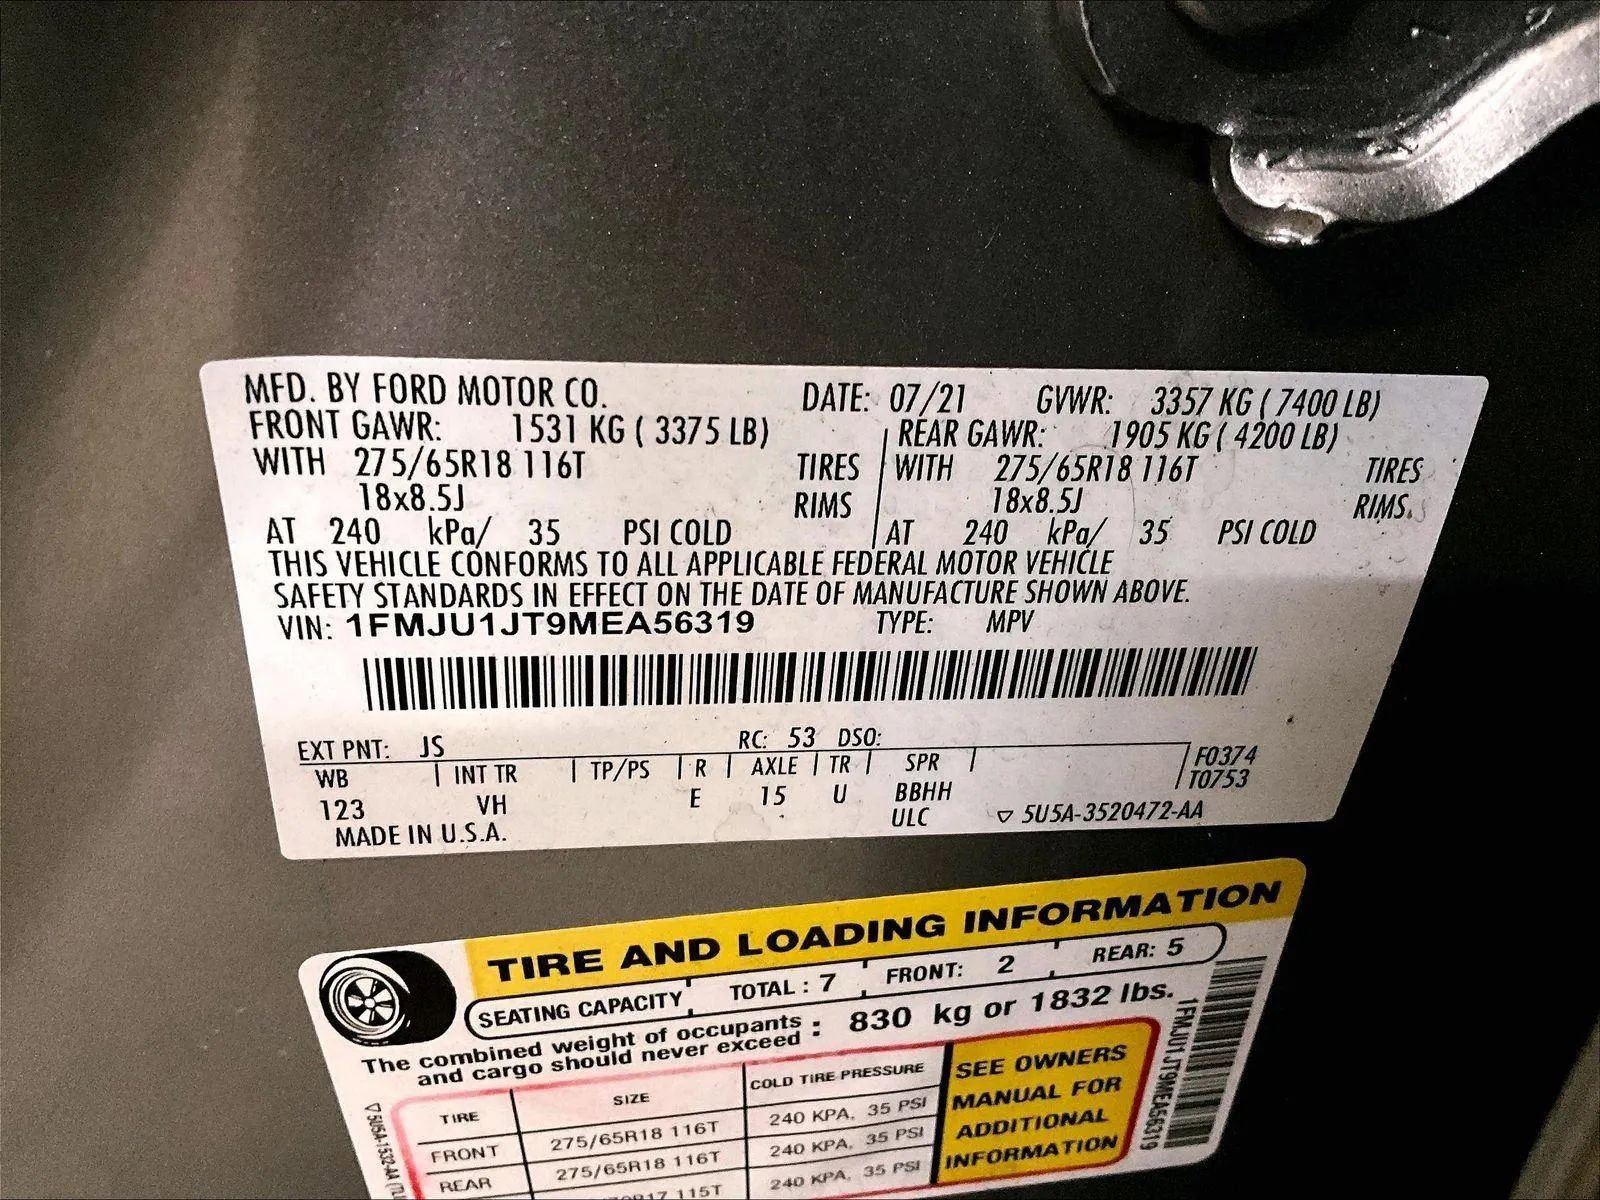 MFD. BY FORD MOTOR CO. DATE: 07/21 GVWR: 3357 KG ( 7400 LB)
FRONT GAWR: 1531 KG ( 3375 LB) REAR GAWR: 1905 KG ( 4200 LB)
WITH 275/65R18 116T TIRES WITH 275/65R18 116T TIRES
18x8.5J RIMS 18x8.5J RIMS
AT 240 kPa/ 35 PSI COLD AT 240 kPa/ 35 PSI COLD
THIS VEHICLE CONFORMS TO ALL APPLICABLE FEDERAL MOTOR VEHICLE
SAFETY STANDARDS IN EFFECT ON THE DATE OF MANUFACTURE SHOWN ABOVE.
VIN: 1FMJU1JT9MEA56319 TYPE: MPV
EXT PNT: JS RC: 53 DSO:
WB INT TR TP/PS R AXLE TR SPR F0374
123 VH E 15 U BBHH T0753
MADE IN U.S.A. ULC ▽ 5U5A-3520472-AA
TIRE AND LOADING INFORMATION
SEATING CAPACITY TOTAL : 7 FRONT: 2 REAR: 5
The combined weight of occupants and cargo should never exceed : 830 kg or 1832 lbs.
TIRE SIZE COLD TIRE PRESSURE
FRONT 275/65R18 116T 240 KPA, 35 PSI
REAR 275/65R18 116T 240 KPA, 35 PSI
115T 240 KPA, 35 PSI
SEE OWNERS
MANUAL FOR
ADDITIONAL
INFORMATION
1FMJU1JT9MEA56319
▽ 5U5A-1532-AA